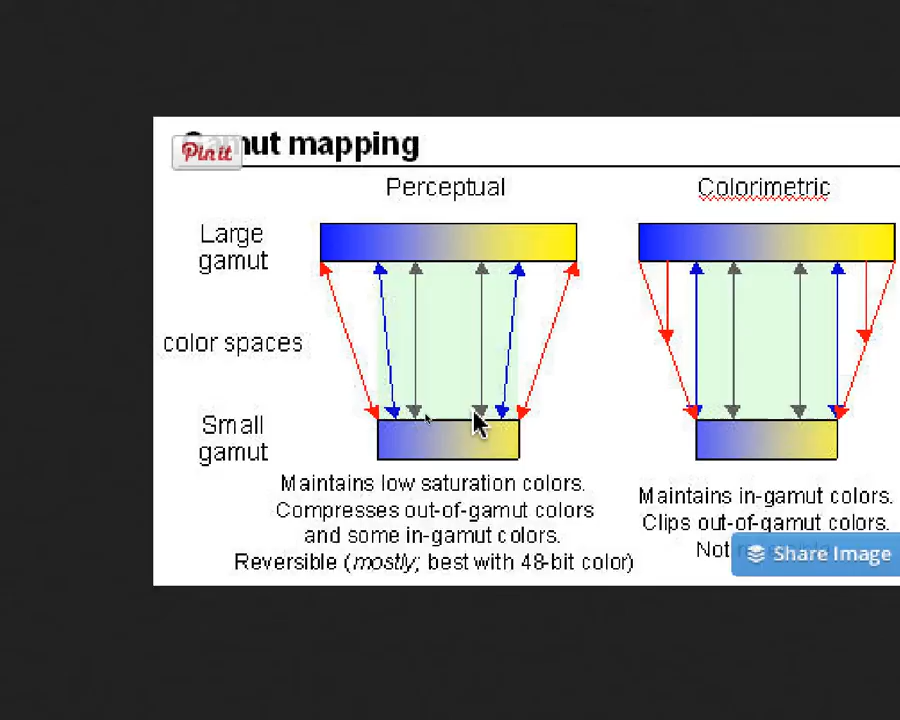 Gamut mapping
Pin it
Perceptual
Colorimetric
Large
gamut
color spaces
Small
gamut
Maintains low saturation colors.
Compresses out-of-gamut colors
and some in-gamut colors.
Reversible (mostly; best with 48-bit color)
Maintains in-gamut colors.
Clips out-of-gamut colors.
Not
Share Image